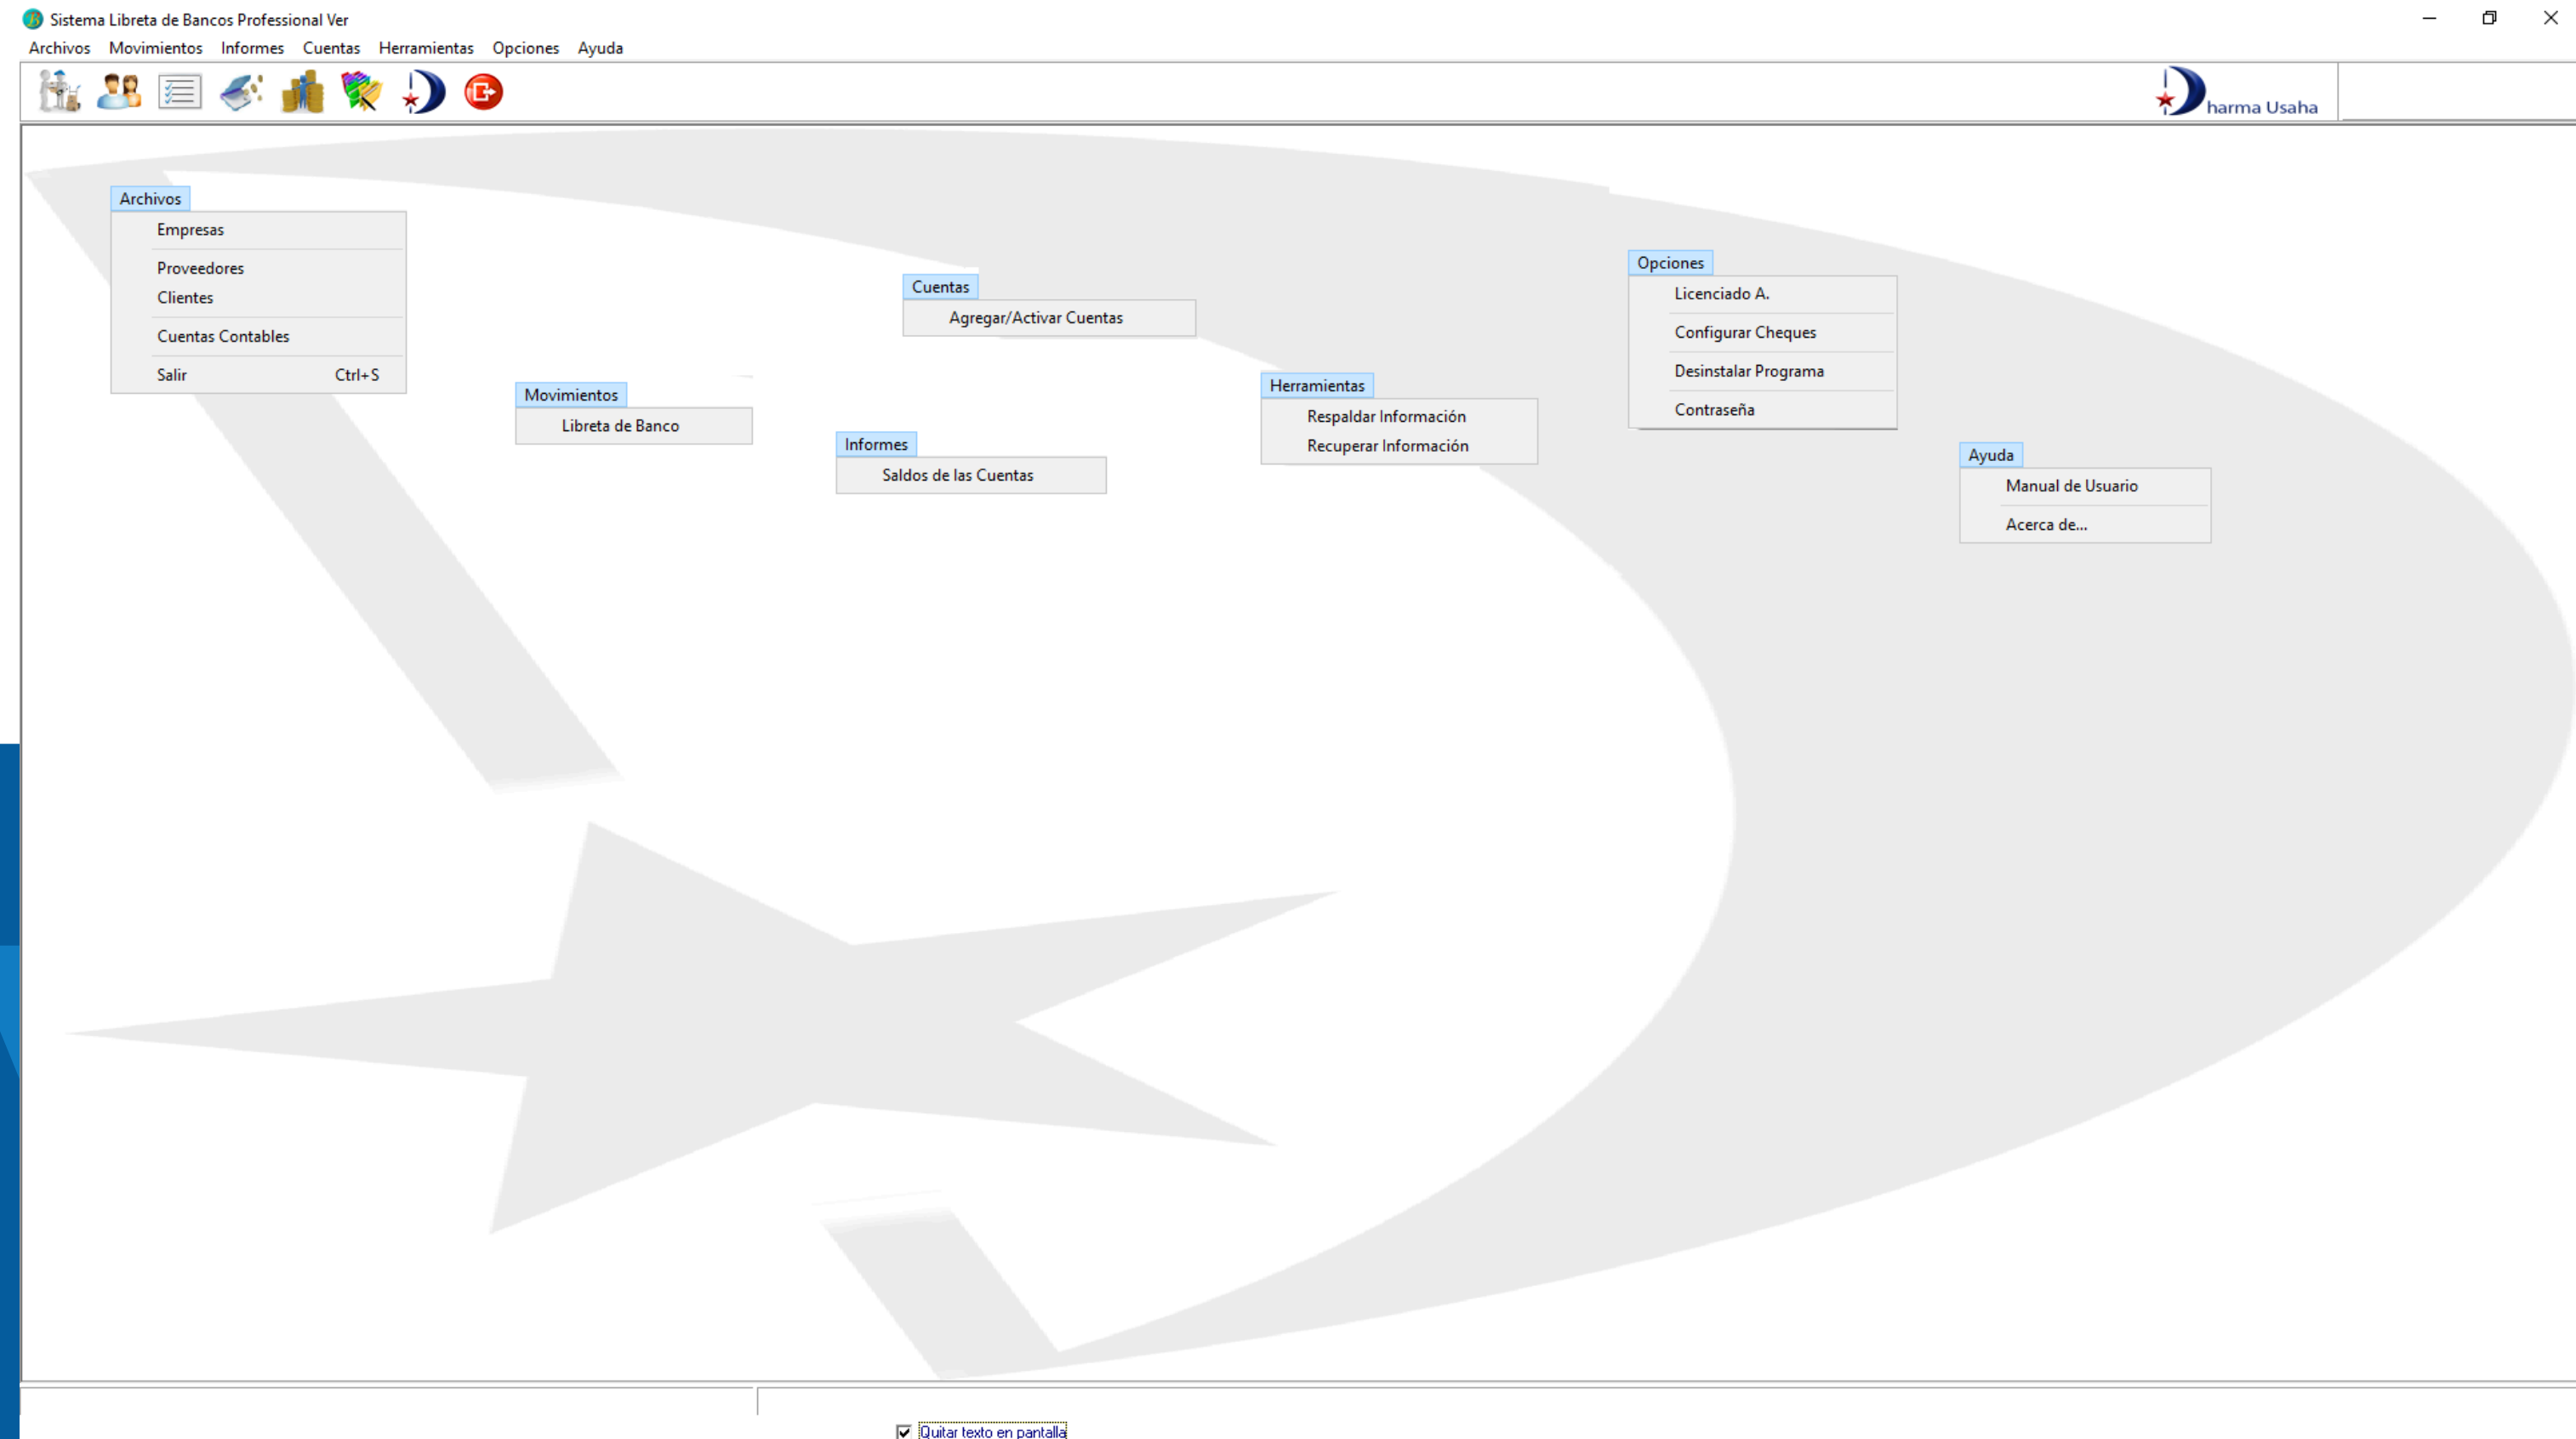 Sistema Libreta de Bancos Professional Ver
Archivos Movimientos Informes Cuentas Herramientas Opciones Ayuda
harma Usaha
Archivos
Empresas
Proveedores
Clientes
Cuentas Contables
Salir Ctrl+S
Movimientos
Libreta de Banco
Cuentas
Agregar/Activar Cuentas
Informes
Saldos de las Cuentas
Herramientas
Respaldar Información
Recuperar Información
Opciones
Licenciado A.
Configurar Cheques
Desinstalar Programa
Contraseña
Ayuda
Manual de Usuario
Acerca de...
Quitar texto en pantalla